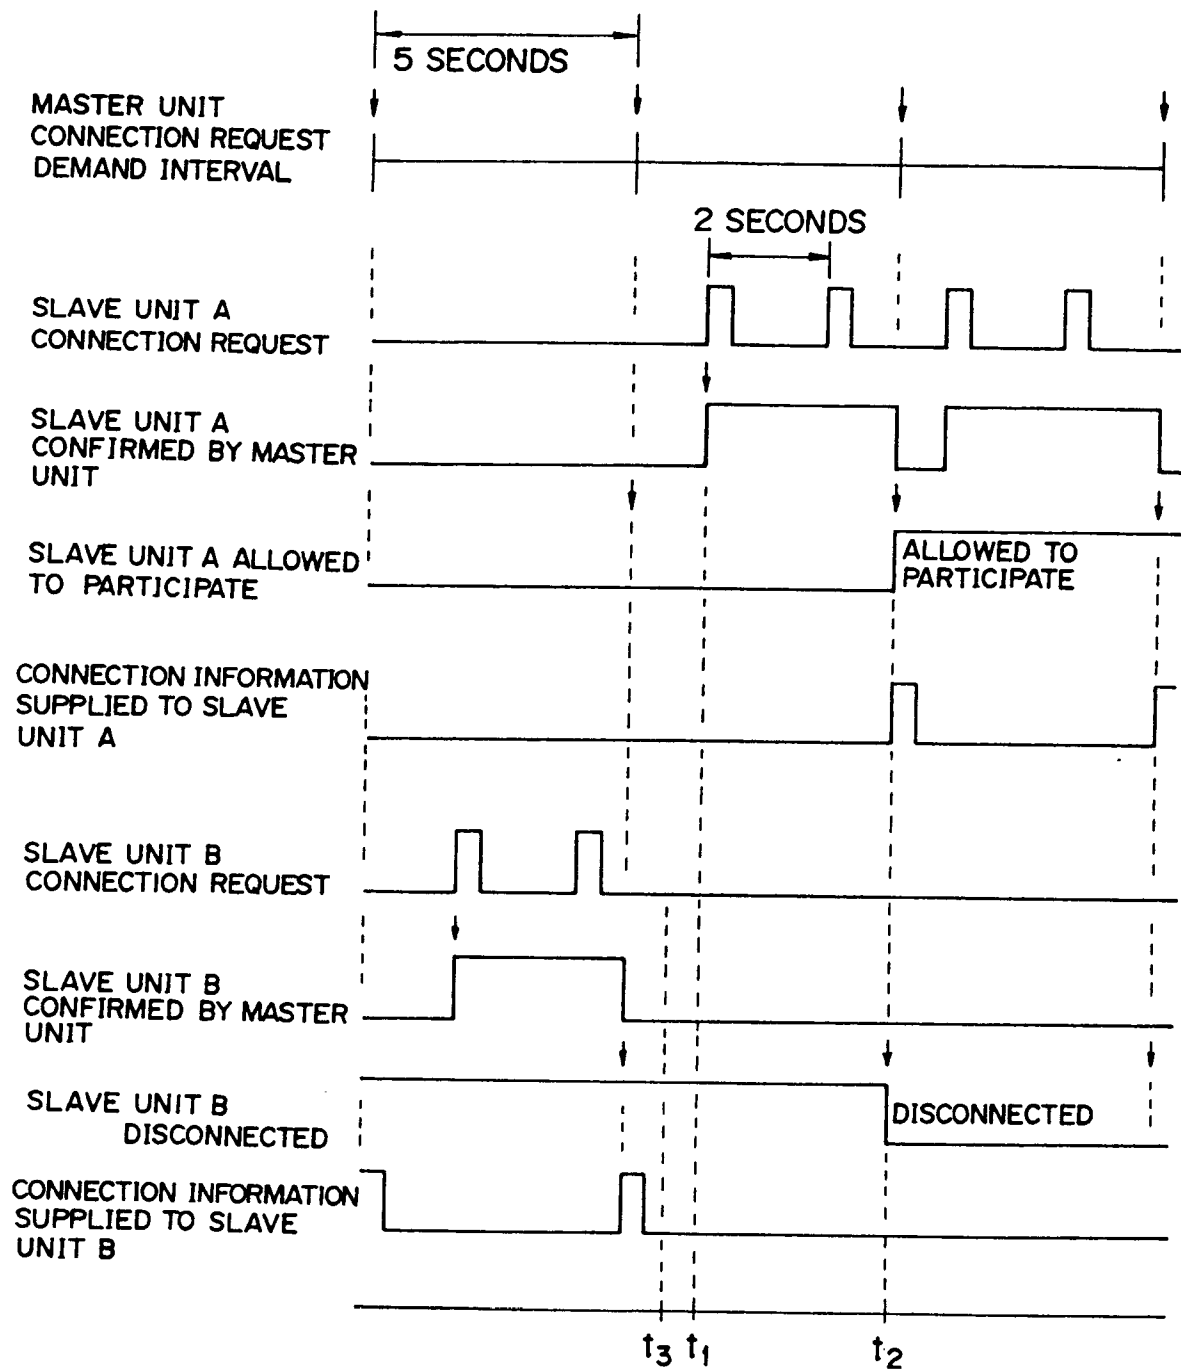 5 SECONDS
MASTER UNIT
CONNECTION REQUEST
DEMAND INTERVAL
2 SECONDS
SLAVE UNIT A
CONNECTION REQUEST
SLAVE UNIT A
CONFIRMED BY MASTER
UNIT
SLAVE UNIT A ALLOWED
TO PARTICIPATE
ALLOWED TO
PARTICIPATE
CONNECTION INFORMATION
SUPPLIED TO SLAVE
UNIT A
SLAVE UNIT B
CONNECTION REQUEST
SLAVE UNIT B
CONFIRMED BY MASTER
UNIT
SLAVE UNIT B
DISCONNECTED
DISCONNECTED
CONNECTION INFORMATION
SUPPLIED TO SLAVE
UNIT B
t3 t1 t2